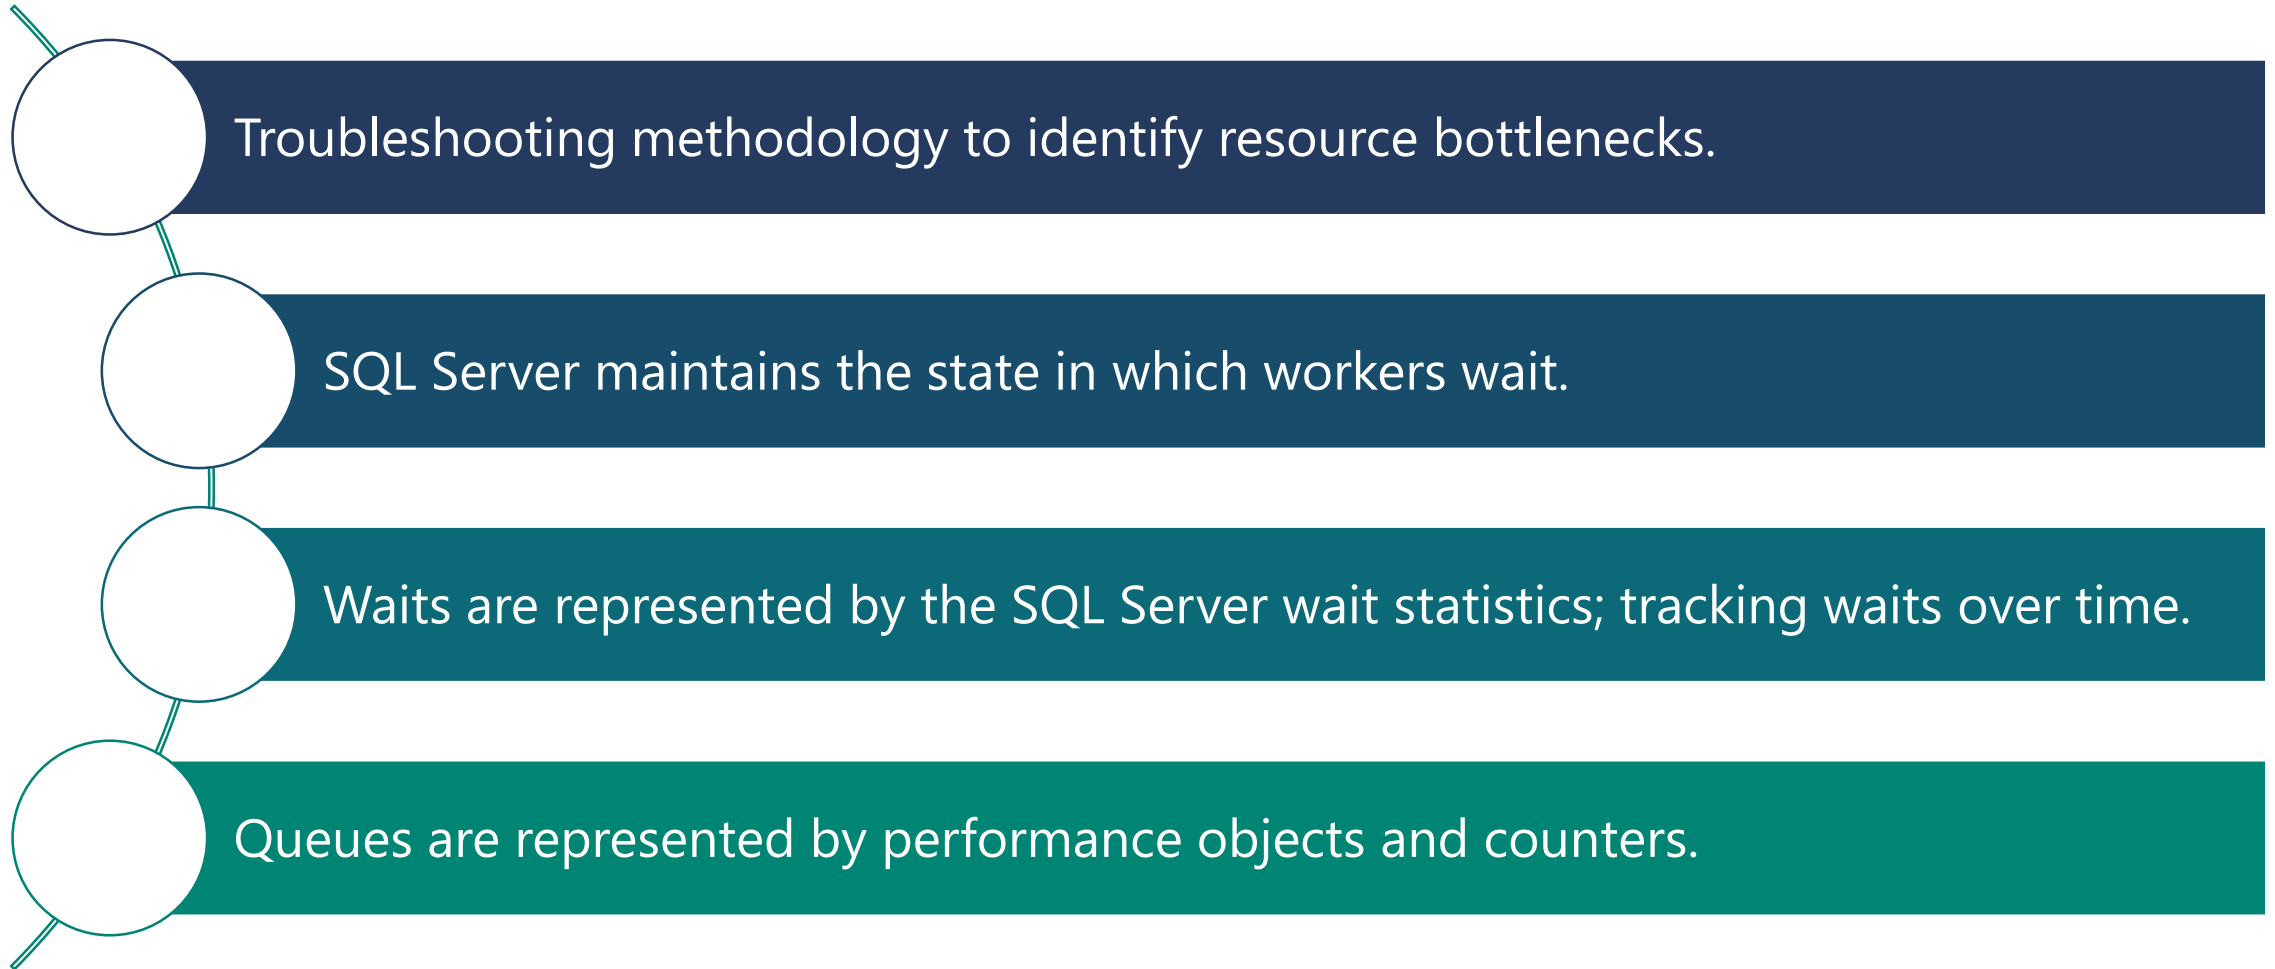 Troubleshooting methodology to identify resource bottlenecks.
SQL Server maintains the state in which workers wait.
Waits are represented by the SQL Server wait statistics; tracking waits over time.
Queues are represented by performance objects and counters.